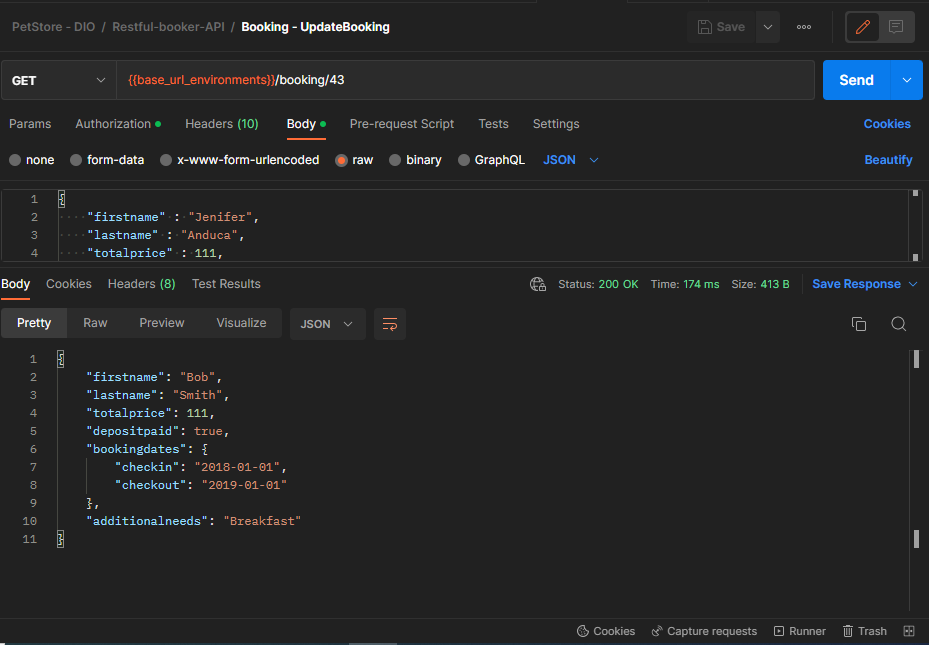 PetStore - DIO / Restful-booker-API / Booking - UpdateBooking
Save
GET {{base_url_environments}}/booking/43 Send
Params Authorization Headers (10) Body Pre-request Script Tests Settings Cookies
none form-data x-www-form-urlencoded raw binary GraphQL JSON Beautify
1 {
2 "firstname" : "Jenifer",
3 "lastname" : "Anduca",
4 "totalprice" : 111,
Body Cookies Headers (8) Test Results Status: 200 OK Time: 174 ms Size: 413 B Save Response
Pretty Raw Preview Visualize JSON
1 {
2 "firstname": "Bob",
3 "lastname": "Smith",
4 "totalprice": 111,
5 "depositpaid": true,
6 "bookingdates": {
7 "checkin": "2018-01-01",
8 "checkout": "2019-01-01"
9 },
10 "additionalneeds": "Breakfast"
11 }
Cookies Capture requests Runner Trash